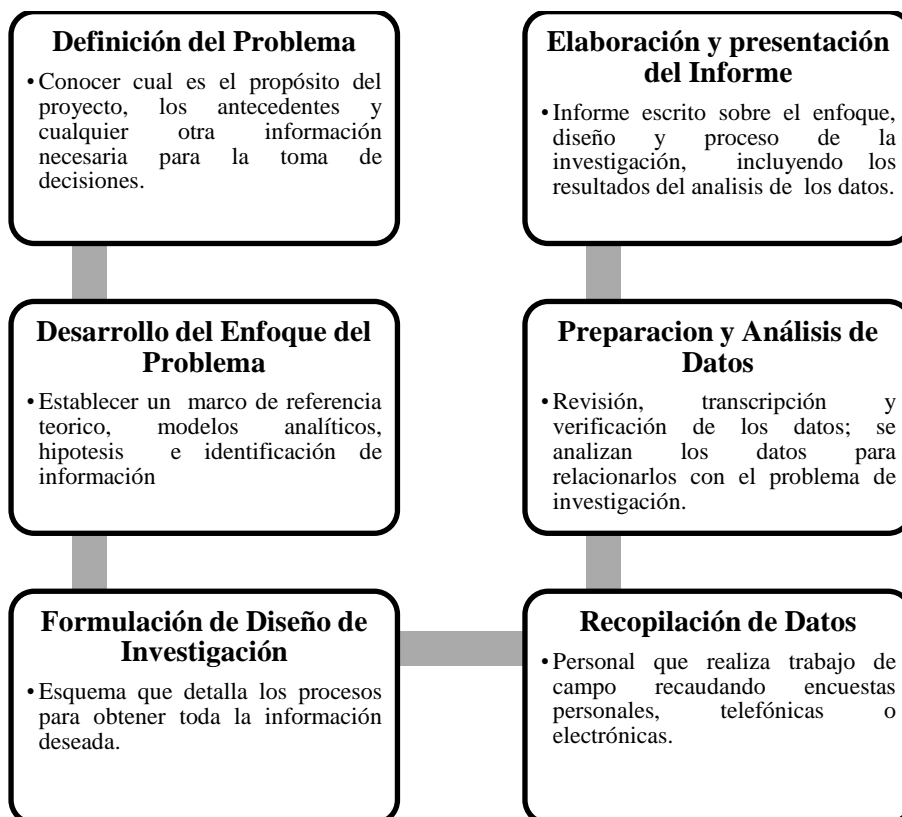 Definición del Problema
•Conocer cual es el propósito del
proyecto, los antecedentes y
cualquier otra información
necesaria para la toma de
decisiones.
Desarrollo del Enfoque del
Problema
•Establecer un marco de referencia
teorico, modelos analíticos,
hipotesis e identificación de
información
Formulación de Diseño de
Investigación
•Esquema que detalla los procesos
para obtener toda la información
deseada.
Recopilación de Datos
•Personal que realiza trabajo de
campo recaudando encuestas
personales, telefónicas o
electrónicas.
Preparacion y Análisis de
Datos
•Revisión, transcripción y
verificación de los datos; se
analizan los datos para
relacionarlos con el problema de
investigación.
Elaboración y presentación
del Informe
•Informe escrito sobre el enfoque,
diseño y proceso de la
investigación, incluyendo los
resultados del analisis de los datos.